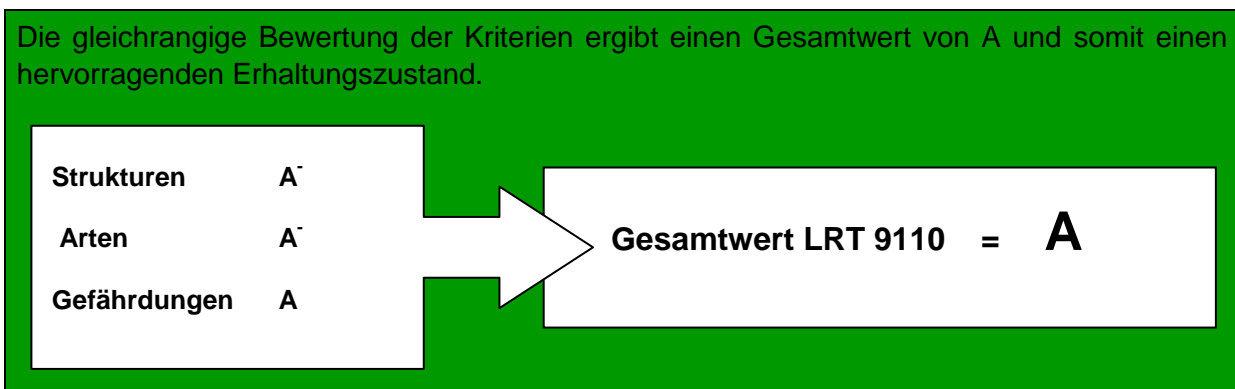 Die gleichrangige Bewertung der Kriterien ergibt einen Gesamtwert von A und somit einen
hervorragenden Erhaltungszustand.
Strukturen A⁻
Arten A⁻
Gefährdungen A
Gesamtwert LRT 9110 = A